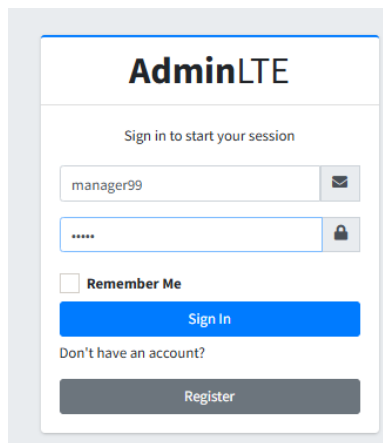 AdminLTE
Sign in to start your session
manager99
•••••
Remember Me
Sign In
Don't have an account?
Register